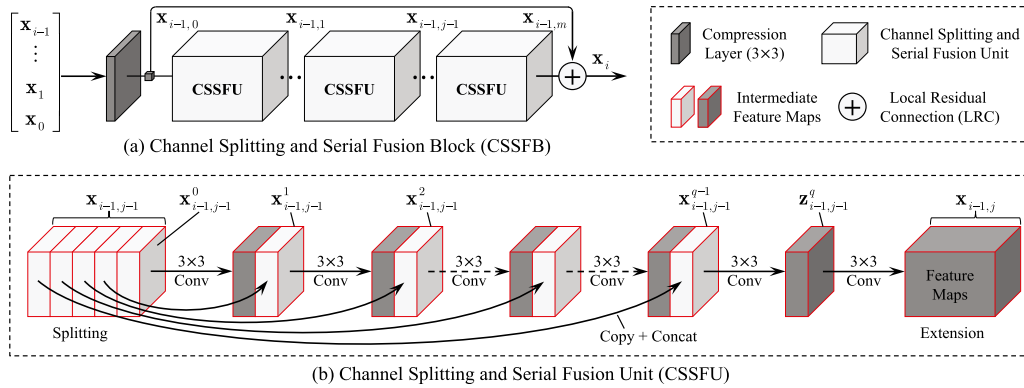 x_{i-1}
⋮
x_1
x_0
x_{i-1,0} x_{i-1,1} x_{i-1,j-1} x_{i-1,m}
CSSFU ••• CSSFU ••• CSSFU + x_i
(a) Channel Splitting and Serial Fusion Block (CSSFB)
Compression
Layer (3×3)
Channel Splitting and
Serial Fusion Unit
Intermediate
Feature Maps
Local Residual
Connection (LRC)
x_{i-1,j-1} x^0_{i-1,j-1} x^1_{i-1,j-1} x^2_{i-1,j-1} x^{q-1}_{i-1,j-1} z^q_{i-1,j-1} x_{i-1,j}
3×3 3×3 3×3 3×3 3×3 3×3
Conv Conv Conv Conv Conv Conv
Feature
Maps
Splitting
Copy + Concat
Extension
(b) Channel Splitting and Serial Fusion Unit (CSSFU)